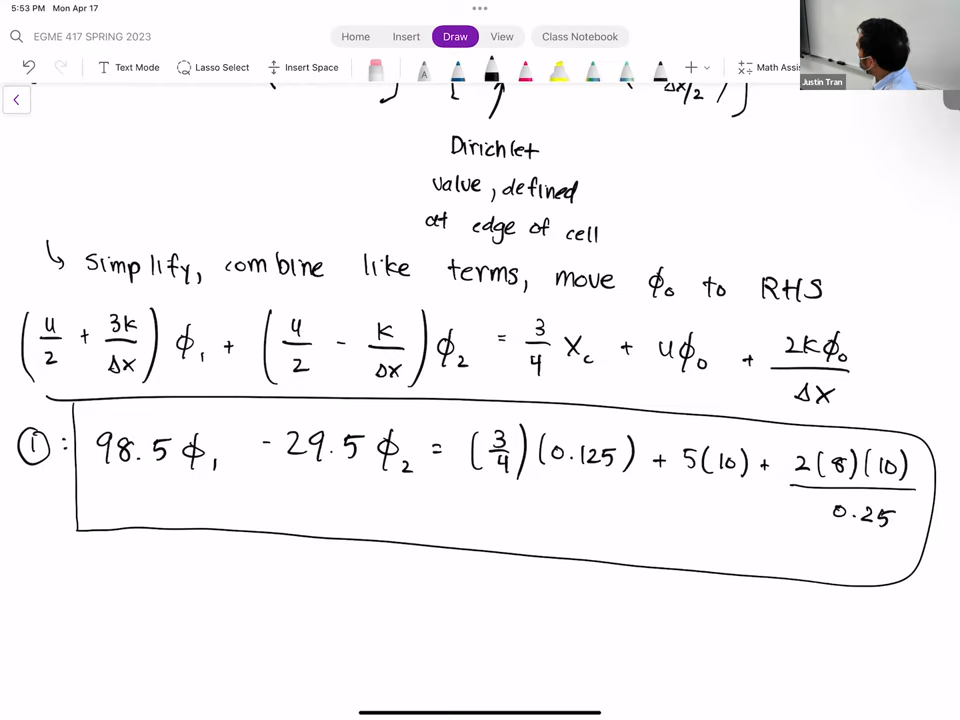 5:53 PM Mon Apr 17
EGME 417 SPRING 2023
Home Insert Draw View Class Notebook
Text Mode Lasso Select Insert Space Math Assis
Justin Tran
Δx/2
Dirichlet
value, defined
at edge of cell
↳ Simplify, combine like terms, move ϕ₀ to RHS
(u/2 + 3k/Δx) ϕ₁ + (u/2 - k/Δx) ϕ₂ = 3/4 Xc + uϕ₀ + 2kϕ₀/Δx
①: 98.5 ϕ₁ - 29.5 ϕ₂ = (3/4)(0.125) + 5(10) + 2(8)(10)/0.25